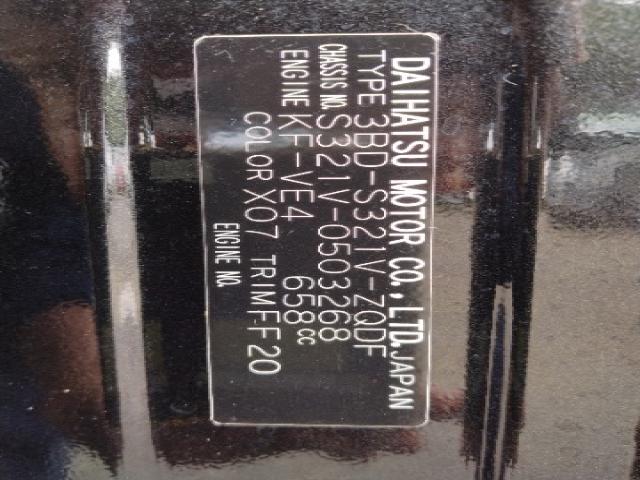 DAIHATSU MOTOR CO., LTD. JAPAN
TYPE 3BD-S321V-ZQDF
CHASSIS NO. S321V-0503268
ENGINE KF-VE4 658cc
COLOR X07 TRIM F-F20
ENGINE NO.